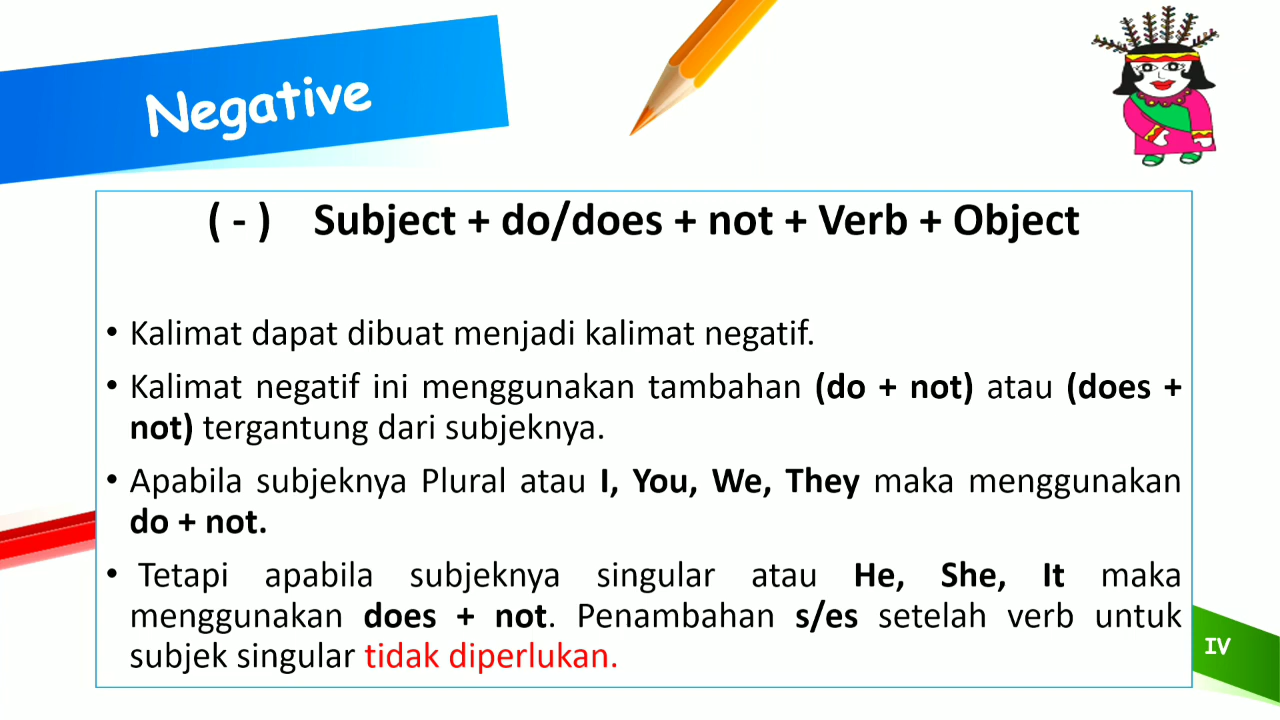 Negative
( - ) Subject + do/does + not + Verb + Object
• Kalimat dapat dibuat menjadi kalimat negatif.
• Kalimat negatif ini menggunakan tambahan (do + not) atau (does +
not) tergantung dari subjeknya.
• Apabila subjeknya Plural atau I, You, We, They maka menggunakan
do + not.
• Tetapi apabila subjeknya singular atau He, She, It maka
menggunakan does + not. Penambahan s/es setelah verb untuk
subjek singular tidak diperlukan.
IV